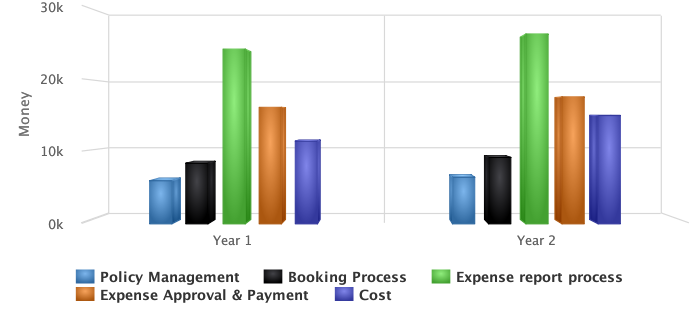 30k
20k
10k
0k
Money
Year 1 Year 2
Policy Management Booking Process Expense report process
Expense Approval & Payment Cost